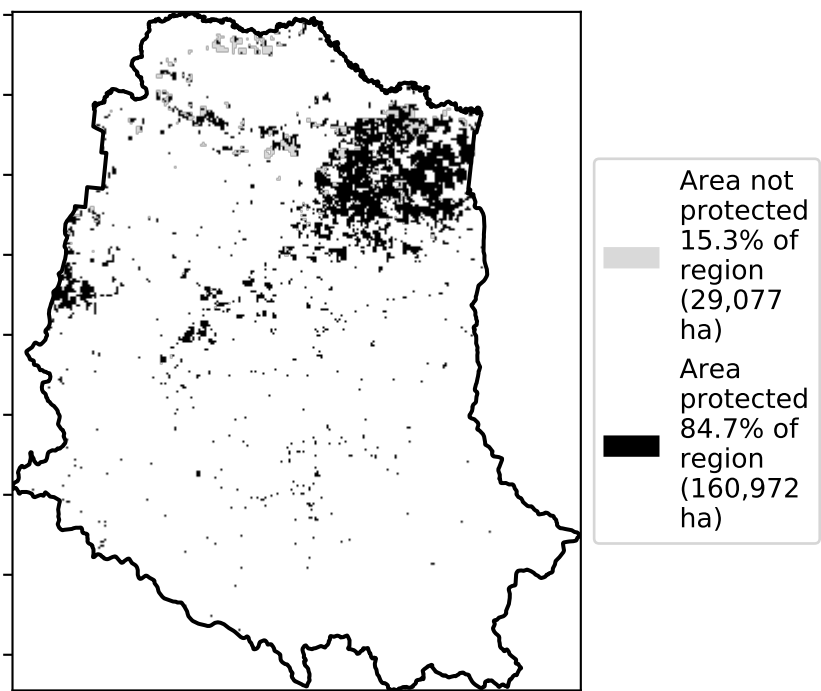 Area not
protected
15.3% of
region
(29,077
ha)
Area
protected
84.7% of
region
(160,972
ha)